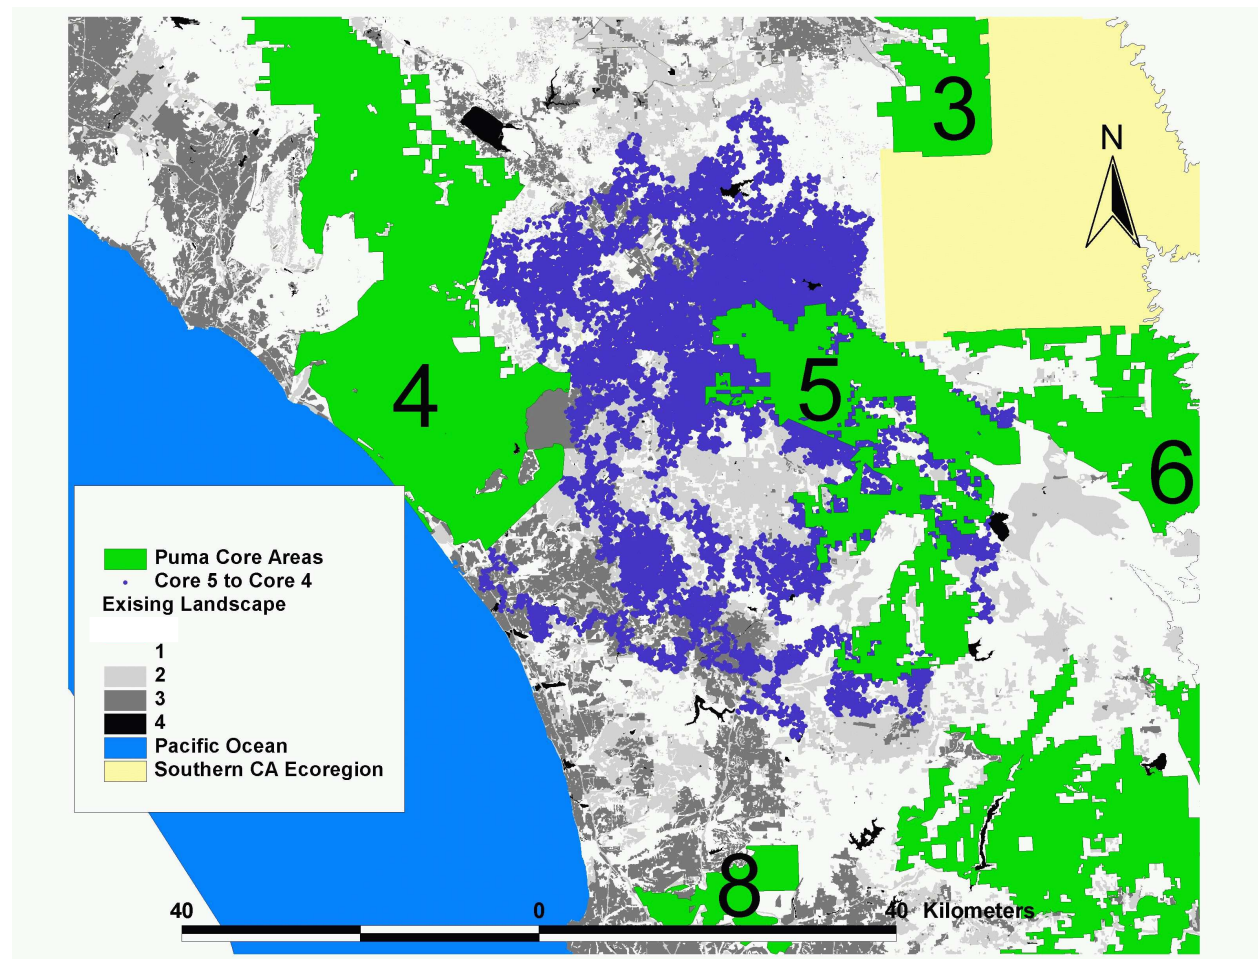 3
N
4
5
6
Puma Core Areas
Core 5 to Core 4
Exising Landscape
1
2
3
4
Pacific Ocean
Southern CA Ecoregion
8
40 0 40 Kilometers